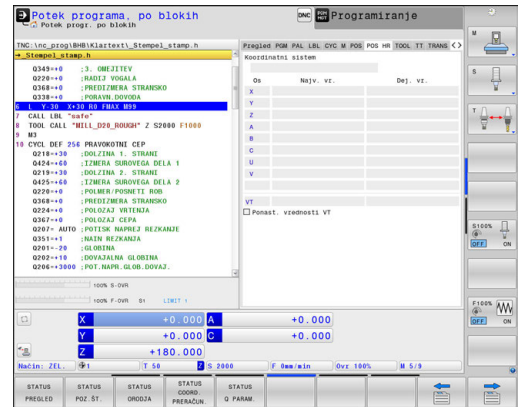 Potek programa, po blokih
Potek progr. po blokih
DNC
Programiranje
TNC:\nc_prog\BHB\Klartext\_Stempel_stamp.h
→_Stempel_stamp.h
Q349=+0 ;3. OMEJITEV
Q220=+0 ;RADIJ VOGALA
Q368=+0 ;PREDIZMERA STRANSKO
Q338=+0 ;PORAVN.DOVODA
6 L Y-30 X+30 R0 FMAX M99
7 CALL LBL "safe"
8 TOOL CALL "MILL_D20_ROUGH" Z S2000 F1000
9 M3
10 CYCL DEF 256 PRAVOKOTNI CEP
Q218=+30 ;DOLZINA 1. STRANI
Q424=+60 ;IZMERA SUROVEGA DELA 1
Q219=+30 ;DOLZINA 2. STRANI
Q425=+60 ;IZMERA SUROVEGA DELA 2
Q220=+0 ;POLMER/POSNETI ROB
Q368=+0 ;PREDIZMERA STRANSKO
Q224=+0 ;POLOZAJ VRTENJA
Q367=+0 ;POLOZAJ CEPA
Q207= AUTO ;POTISK NAPREJ REZKANJE
Q351=+1 ;NAIN REZKANJA
Q201=-20 ;GLOBINA
Q202=+10 ;DOVAJALNA GLOBINA
Q206=+3000 ;POT.NAPR.GLOB.DOVAJ.
Pregled PGM PAL LBL CYC M POS POS HR TOOL TT TRANS
Koordinatni sistem
Os Najv. vr. Dej. vr.
X
Y
Z
A
B
C
U
V
VT
Ponast. vrednosti VT
100% S-OVR
100% F-OVR S1 LIMIT 1
X +0.000 A +0.000
Y +0.000 C +0.000
Z +180.000
Način: ŽEL. 1 T 50 Z S 2000 F 0mm/min Ovr 100% M 5/9
STATUS PREGLED
STATUS POZ.ŠT.
STATUS ORODJA
STATUS COORD. PRERAČUN.
STATUS Q PARAM.
M
S
T
S100%
OFF ON
F100%
OFF ON